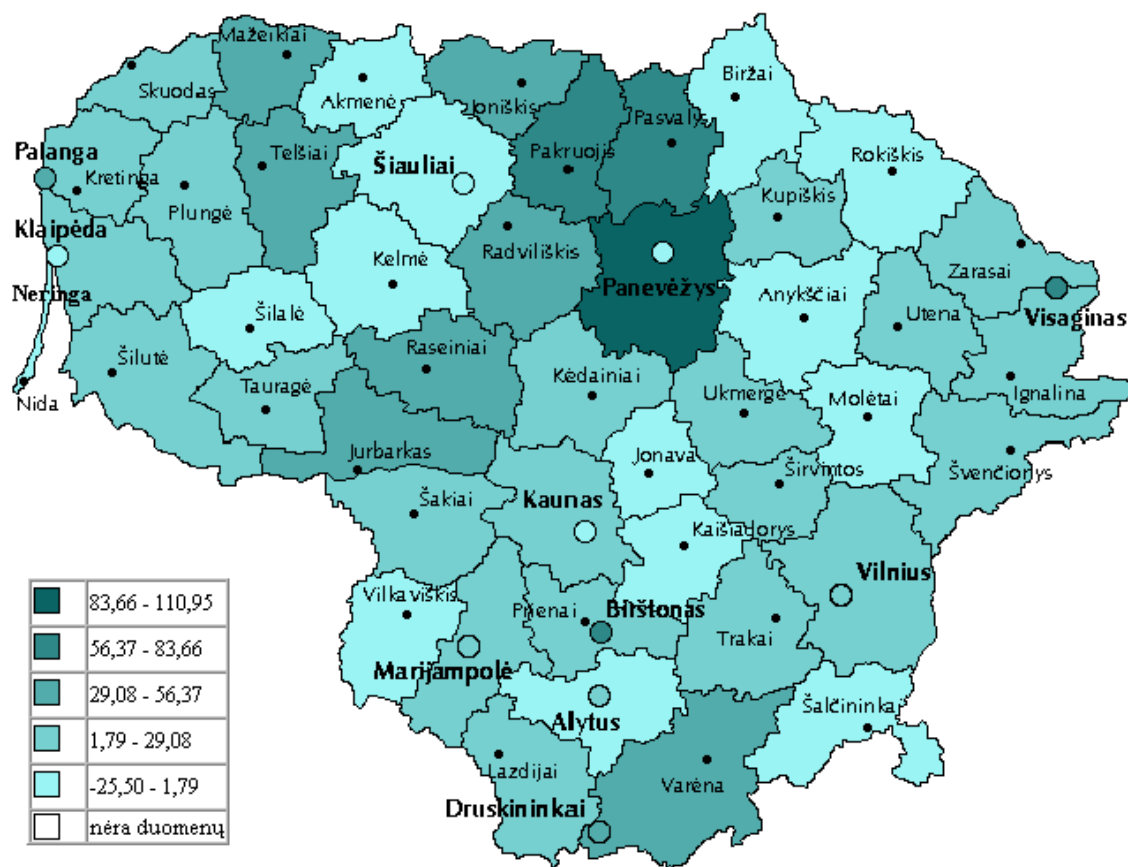 Mažeikiai
Skuodas
Akmenė
Joniškis
Biržai
Pasvalys
Pakruojis
Rokiškis
Palanga
Kretinga
Telšiai
Šiauliai
Plungė
Kupiškis
Klaipėda
Kelmė
Radviliškis
Zarasai
Neringa
Panevėžys
Anykščiai
Utena
Visaginas
Šilalė
Šilutė
Raseiniai
Kėdainiai
Nida
Tauragė
Ukmergė
Molėtai
Ignalina
Jurbarkas
Jonava
Širvintos
Švenčionys
Šakiai
Kaunas
Kaišiadorys
Vilnius
Vilkaviškis
Prienai
Birštonas
Trakai
Marijampolė
Alytus
Šalčininkai
Lazdijai
Varėna
Druskininkai
83,66 - 110,95
56,37 - 83,66
29,08 - 56,37
1,79 - 29,08
-25,50 - 1,79
nėra duomenų